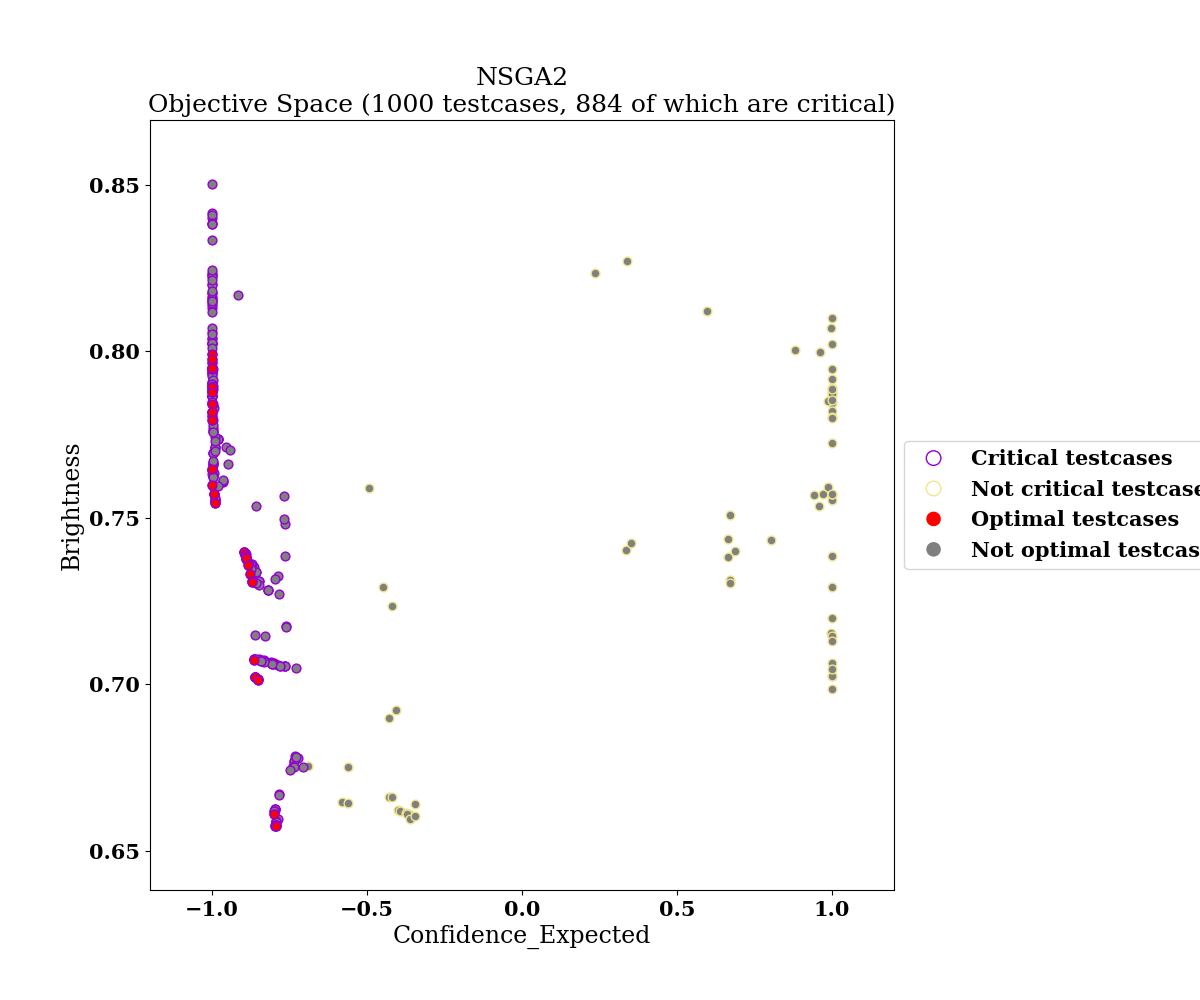 NSGA2
Objective Space (1000 testcases, 884 of which are critical)
0.85
0.80
0.75
0.70
0.65
Brightness
−1.0
−0.5
0.0
0.5
1.0
Confidence_Expected
Critical testcases
Not critical testcase
Optimal testcases
Not optimal testcas